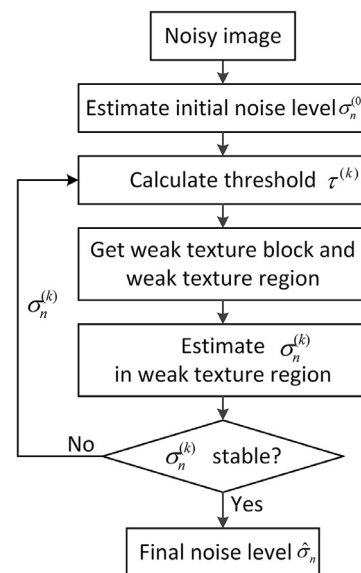 Noisy image
Estimate initial noise level σₙ⁽⁰
Calculate threshold τ⁽ᵏ⁾
Get weak texture block and
weak texture region
σₙ⁽ᵏ⁾
Estimate σₙ⁽ᵏ⁾
in weak texture region
No
σₙ⁽ᵏ⁾ stable?
Yes
Final noise level σ̂ₙ